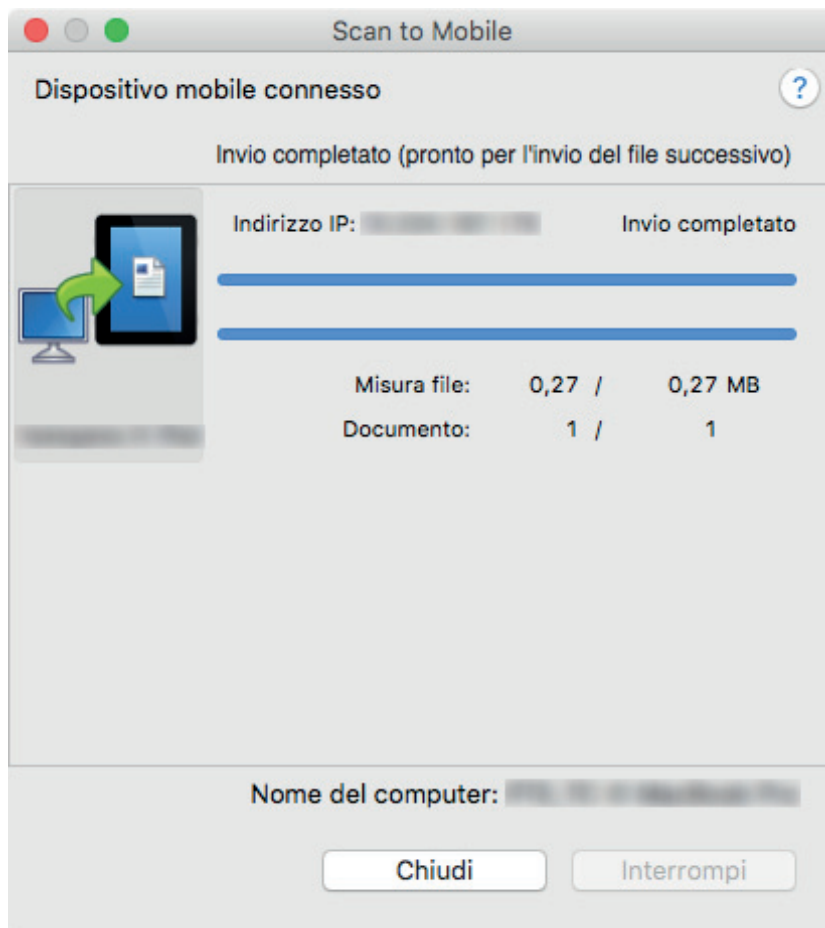 Scan to Mobile
Dispositivo mobile connesso
?
Invio completato (pronto per l'invio del file successivo)
Indirizzo IP: Invio completato
Misura file: 0,27 / 0,27 MB
Documento: 1 / 1
Nome del computer:
Chiudi Interrompi